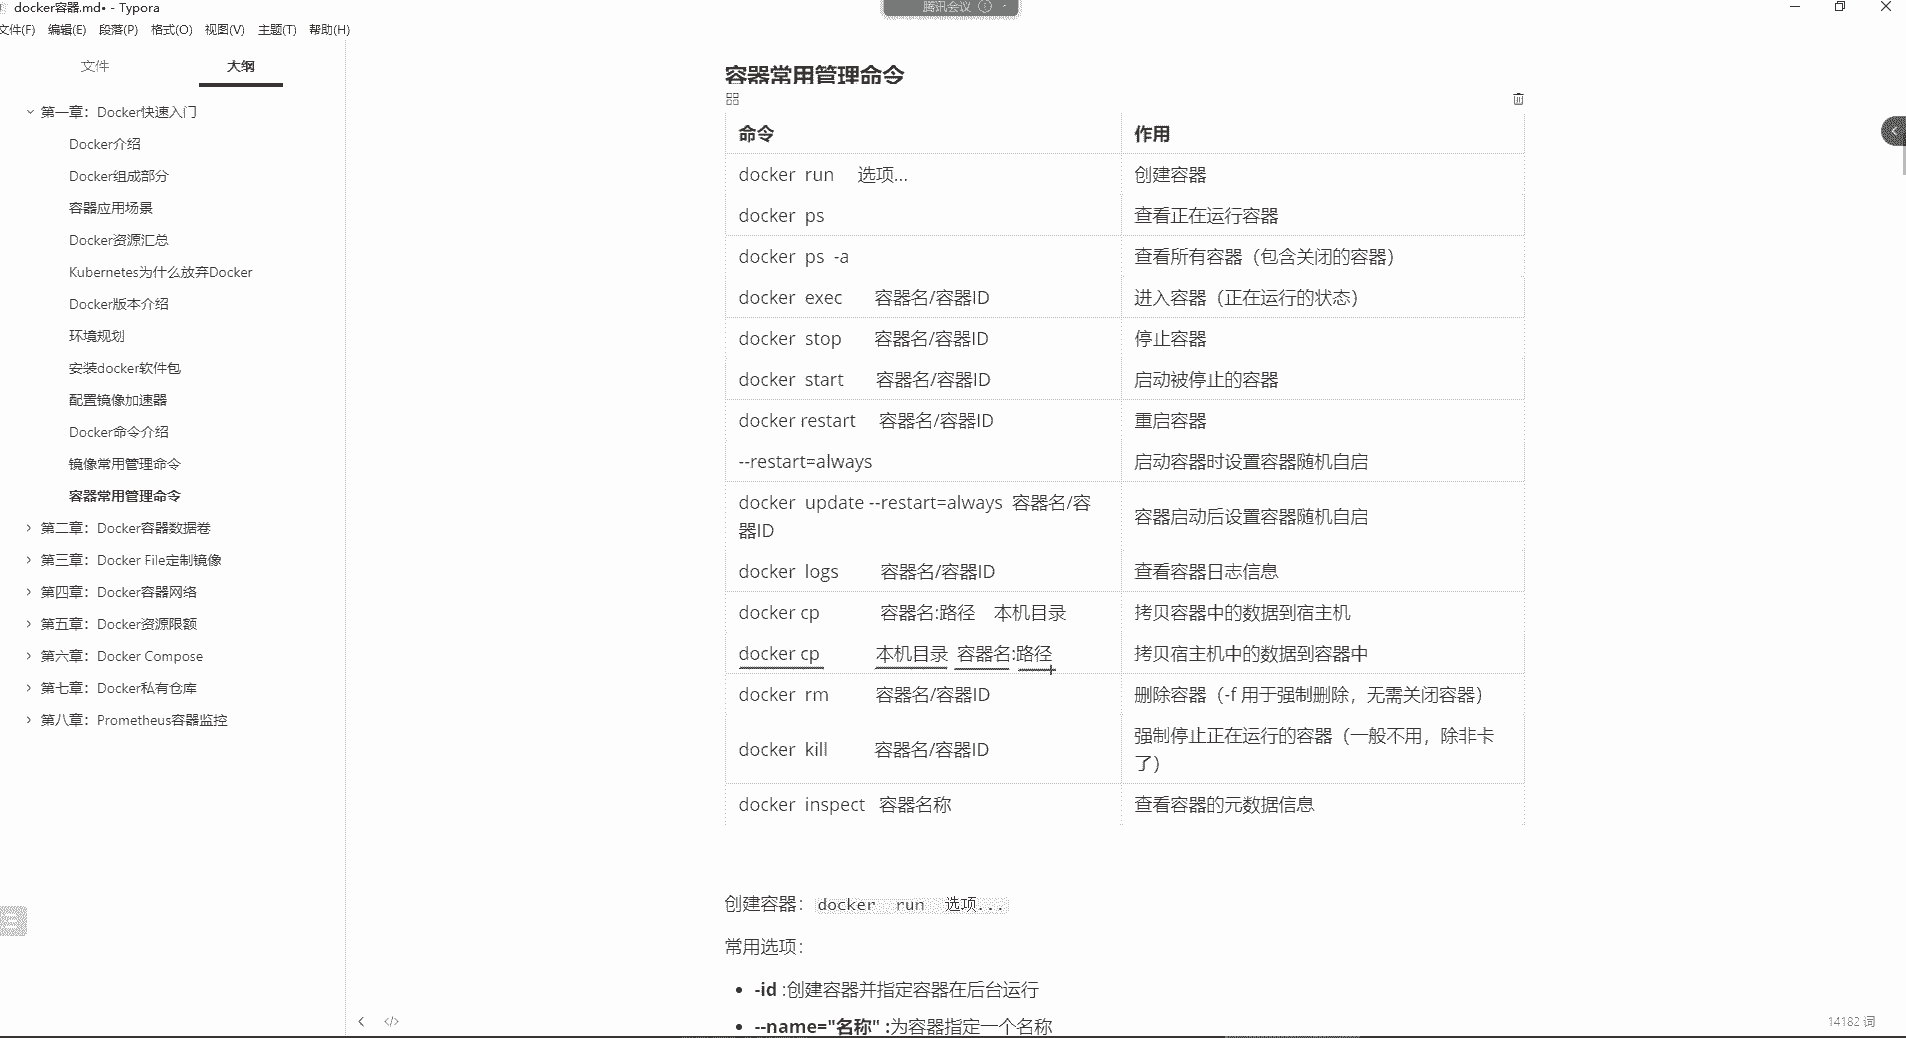 docker容器.md• - Typora
腾讯会议
文件(F) 编辑(E) 段落(P) 格式(O) 视图(V) 主题(T) 帮助(H)
文件 大纲
第一章：Docker快速入门
Docker介绍
Docker组成部分
容器应用场景
Docker资源汇总
Kubernetes为什么放弃Docker
Docker版本介绍
环境规划
安装docker软件包
配置镜像加速器
Docker命令介绍
镜像常用管理命令
容器常用管理命令
第二章：Docker容器数据卷
第三章：Docker File定制镜像
第四章：Docker容器网络
第五章：Docker资源限额
第六章：Docker Compose
第七章：Docker私有仓库
第八章：Prometheus容器监控
容器常用管理命令
命令 作用
docker run 选项... 创建容器
docker ps 查看正在运行容器
docker ps -a 查看所有容器（包含关闭的容器）
docker exec 容器名/容器ID 进入容器（正在运行的状态）
docker stop 容器名/容器ID 停止容器
docker start 容器名/容器ID 启动被停止的容器
docker restart 容器名/容器ID 重启容器
--restart=always 启动容器时设置容器随机自启
docker update --restart=always 容器名/容
器ID 容器启动后设置容器随机自启
docker logs 容器名/容器ID 查看容器日志信息
docker cp 容器名:路径 本机目录 拷贝容器中的数据到宿主机
docker cp 本机目录 容器名:路径 拷贝宿主机中的数据到容器中
docker rm 容器名/容器ID 删除容器（-f 用于强制删除，无需关闭容器）
docker kill 容器名/容器ID 强制停止正在运行的容器（一般不用，除非卡
了）
docker inspect 容器名称 查看容器的元数据信息
创建容器：docker run 选项...
常用选项：
-id :创建容器并指定容器在后台运行
--name="名称" :为容器指定一个名称
14182 词